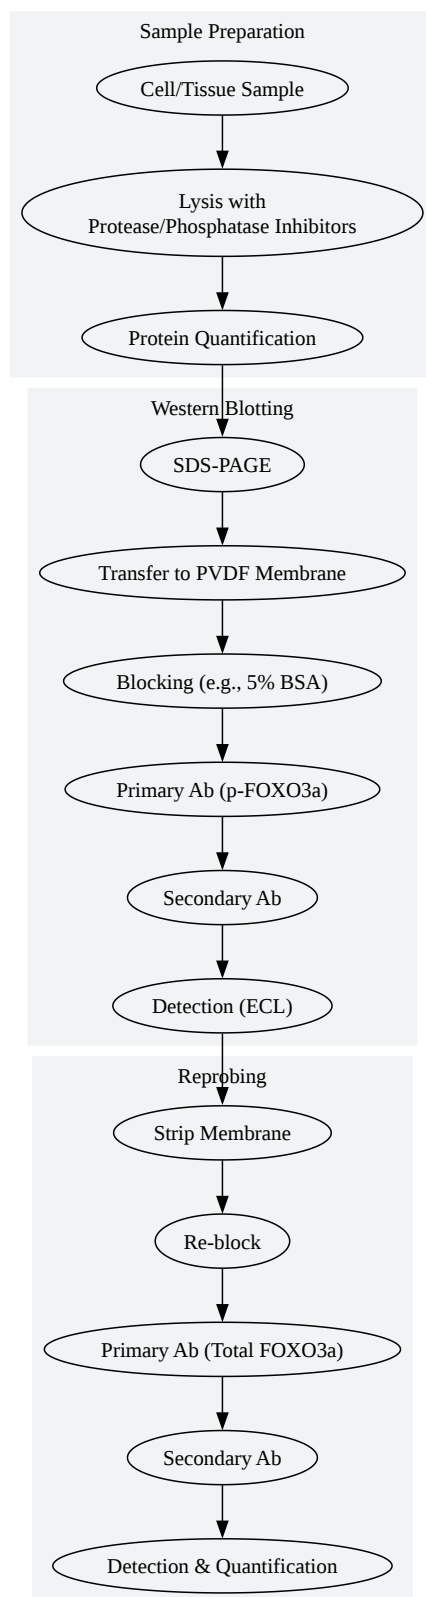 Sample Preparation
Cell/Tissue Sample
Lysis with
Protease/Phosphatase Inhibitors
Protein Quantification
Western Blotting
SDS-PAGE
Transfer to PVDF Membrane
Blocking (e.g., 5% BSA)
Primary Ab (p-FOXO3a)
Secondary Ab
Detection (ECL)
Reprobing
Strip Membrane
Re-block
Primary Ab (Total FOXO3a)
Secondary Ab
Detection & Quantification